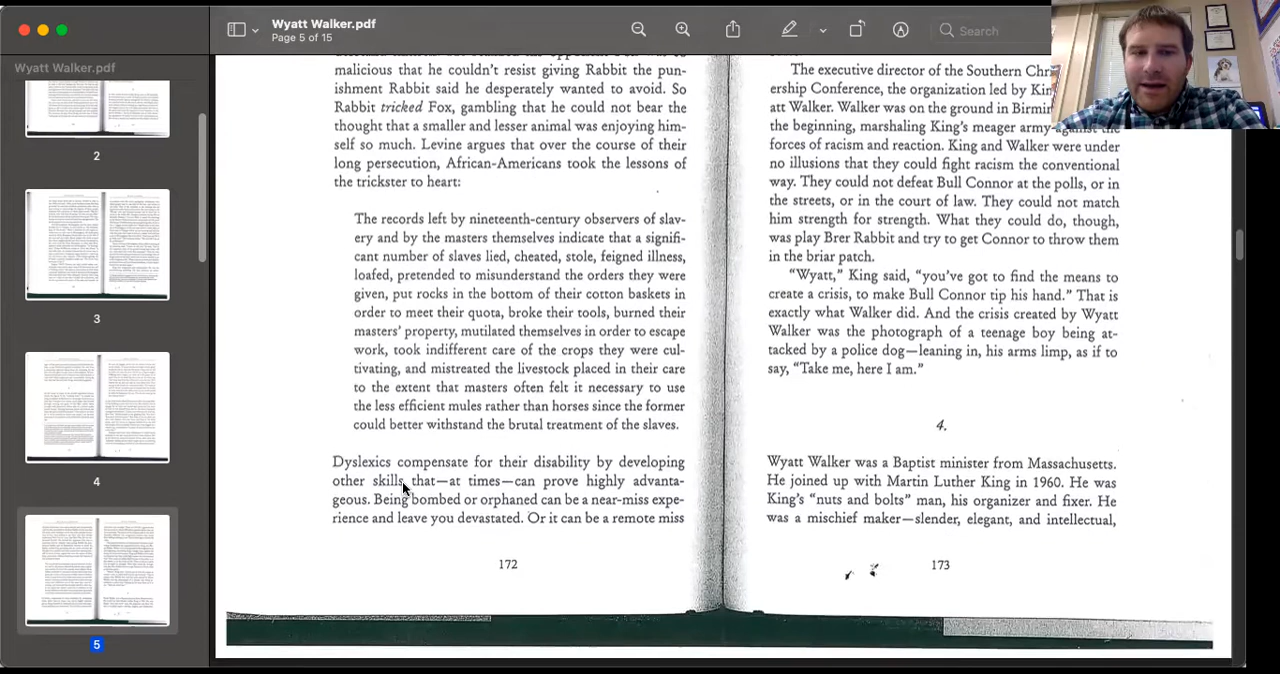 Wyatt Walker.pdf
Page 5 of 15
Search
Wyatt Walker.pdf
2
3
4
5
malicious that he couldn't resist giving Rabbit the pun-
ishment Rabbit said he desperately wanted to avoid. So
Rabbit tricked Fox, gambling that he could not bear the
thought that a smaller and lesser animal was enjoying him-
self so much. Levine argues that over the course of their
long persecution, African-Americans took the lessons of
the trickster to heart:
The records left by nineteenth-century observers of slav-
ery and by the masters themselves indicate that a signifi-
cant number of slaves lied, cheated, stole, feigned illness,
loafed, pretended to misunderstand the orders they were
given, put rocks in the bottom of their cotton baskets in
order to meet their quota, broke their tools, burned their
masters' property, mutilated themselves in order to escape
work, took indifferent care of the crops they were cul-
tivating, and mistreated the livestock placed in their care
to the extent that masters often felt it necessary to use
the less efficient mules rather than horses since the former
could better withstand the brutal treatment of the slaves.
Dyslexics compensate for their disability by developing
other skills that—at times—can prove highly advanta-
geous. Being bombed or orphaned can be a near-miss expe-
rience and leave you devastated. Or it can be a remote miss
172
The executive director of the Southern Chr
ership Conference, the organization led by Kin
att Walker. Walker was on the ground in Birmin
the beginning, marshaling King's meager army against the
forces of racism and reaction. King and Walker were under
no illusions that they could fight racism the conventional
way. They could not defeat Bull Connor at the polls, or in
the streets, or in the court of law. They could not match
him strength for strength. What they could do, though,
was play Brer Rabbit and try to get Connor to throw them
in the briar patch.
"Wyatt," King said, "you've got to find the means to
create a crisis, to make Bull Connor tip his hand." That is
exactly what Walker did. And the crisis created by Wyatt
Walker was the photograph of a teenage boy being at-
tacked by a police dog—leaning in, his arms limp, as if to
say, "Take me, here I am."
4.
Wyatt Walker was a Baptist minister from Massachusetts.
He joined up with Martin Luther King in 1960. He was
King's "nuts and bolts" man, his organizer and fixer. He
was a mischief maker—slender, elegant, and intellectual,
173